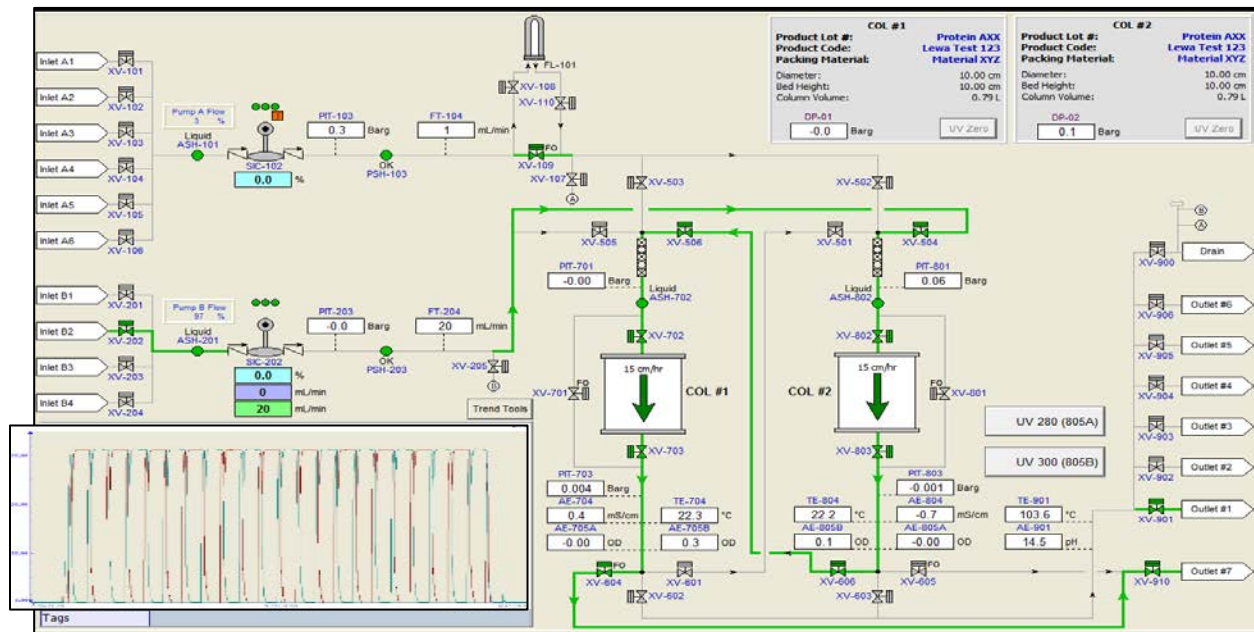 Inlet A1
XV-101
Inlet A2
XV-102
Inlet A3
XV-103
Inlet A4
XV-104
Inlet A5
XV-105
Inlet A6
XV-106
Pump A Flow
3 %
Liquid
ASH-101
SIC-102
0.0 %
PIT-103
0.3 Barg
OK
PSH-103
FT-104
1 mL/min
FL-101
XV-108
XV-110
FO
XV-109
XV-107
A
COL #1
Product Lot #: Protein AXX
Product Code: Lewa Test 123
Packing Material: Material XYZ
Diameter: 10.00 cm
Bed Height: 10.00 cm
Column Volume: 0.79 L
DP-01
-0.0 Barg
UV Zero
COL #2
Product Lot #: Protein AXX
Product Code: Lewa Test 123
Packing Material: Material XYZ
Diameter: 10.00 cm
Bed Height: 10.00 cm
Column Volume: 0.79 L
DP-02
0.1 Barg
UV Zero
XV-503
XV-502
XV-505
XV-506
XV-501
XV-504
Inlet B1
XV-201
Inlet B2
XV-202
Inlet B3
XV-203
Inlet B4
XV-204
Pump B Flow
97 %
Liquid
ASH-201
SIC-202
0.0 %
0 mL/min
20 mL/min
PIT-203
-0.0 Barg
OK
PSH-203
FT-204
20 mL/min
XV-205
B
Trend Tools
PIT-701
-0.00 Barg
Liquid
ASH-702
XV-702
15 cm/hr
COL #1
FO
XV-701
XV-703
PIT-703
0.004 Barg
AE-704
0.4 mS/cm
TE-704
22.3 °C
AE-705A
-0.00 OD
AE-705B
0.3 OD
FO
XV-604
XV-601
XV-602
PIT-801
0.06 Barg
Liquid
ASH-802
XV-802
15 cm/hr
COL #2
FO
XV-801
XV-803
PIT-803
-0.001 Barg
TE-804
22.2 °C
AE-804
-0.7 mS/cm
AE-805B
0.1 OD
AE-805A
-0.00 OD
XV-606
FO
XV-605
XV-603
UV 280 (805A)
UV 300 (805B)
TE-901
103.6 °C
AE-901
14.5 pH
B
A
XV-900
Drain
XV-906
Outlet #6
XV-905
Outlet #5
XV-904
Outlet #4
XV-903
Outlet #3
XV-902
Outlet #2
XV-901
Outlet #1
XV-910
Outlet #7
Tags